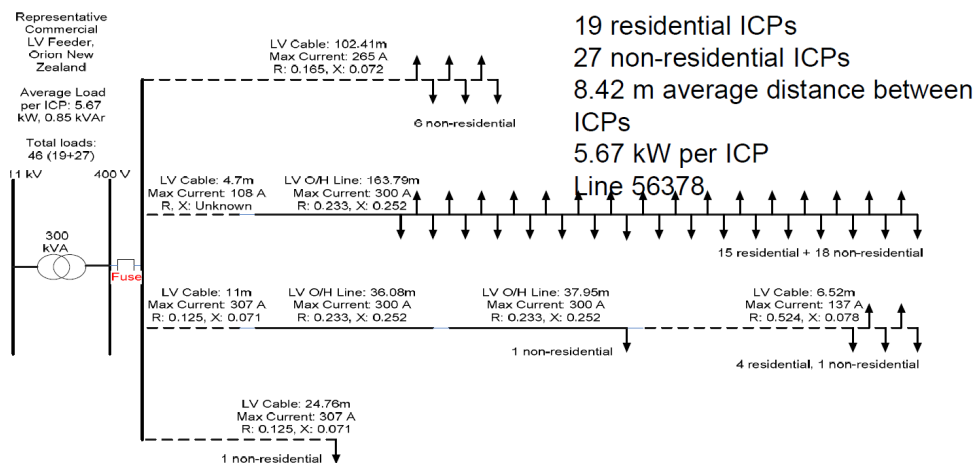 Representative
Commercial
LV Feeder,
Orion New
Zealand
Average Load
per ICP: 5.67
kW, 0.85 kVAr
Total loads:
46 (19+27)
11 kV
400 V
300
kVA
Fuse
19 residential ICPs
27 non-residential ICPs
8.42 m average distance between
ICPs
5.67 kW per ICP
Line 56378
LV Cable: 102.41m
Max Current: 265 A
R: 0.165, X: 0.072
6 non-residential
LV Cable: 4.7m
Max Current: 108 A
R, X: Unknown
LV O/H Line: 163.79m
Max Current: 300 A
R: 0.233, X: 0.252
15 residential + 18 non-residential
LV Cable: 11m
Max Current: 307 A
R: 0.125, X: 0.071
LV O/H Line: 36.08m
Max Current: 300 A
R: 0.233, X: 0.252
LV O/H Line: 37.95m
Max Current: 300 A
R: 0.233, X: 0.252
LV Cable: 6.52m
Max Current: 137 A
R: 0.524, X: 0.078
1 non-residential
4 residential, 1 non-residential
LV Cable: 24.76m
Max Current: 307 A
R: 0.125, X: 0.071
1 non-residential